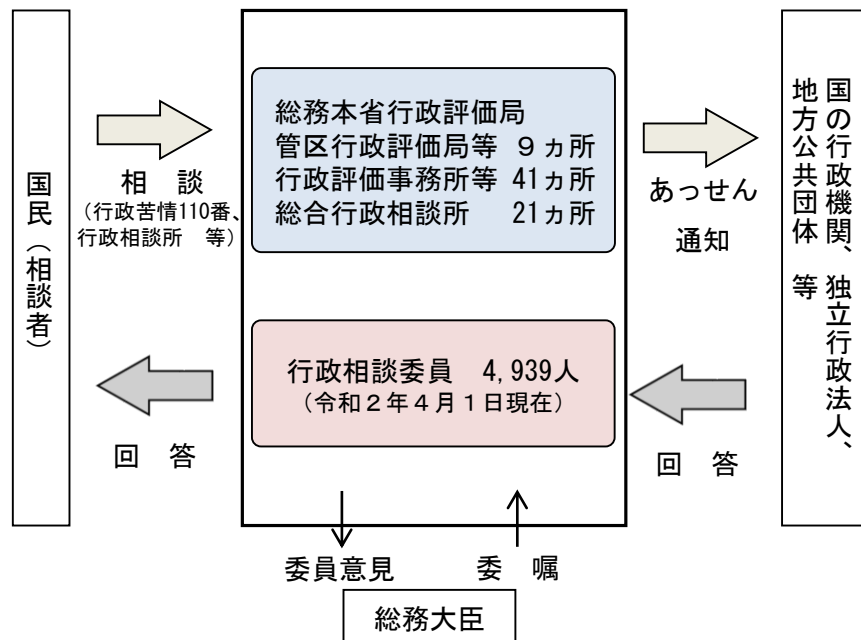 国民（相談者）
相　談
（行政苦情110番、
行政相談所　等）
回　答
総務本省行政評価局
管区行政評価局等　９ヵ所
行政評価事務所等　41ヵ所
総合行政相談所　　21ヵ所
行政相談委員　4,939人
（令和２年４月１日現在）
あっせん
通知
回　答
国の行政機関、独立行政法人、
地方公共団体　等
委員意見
委　嘱
総務大臣